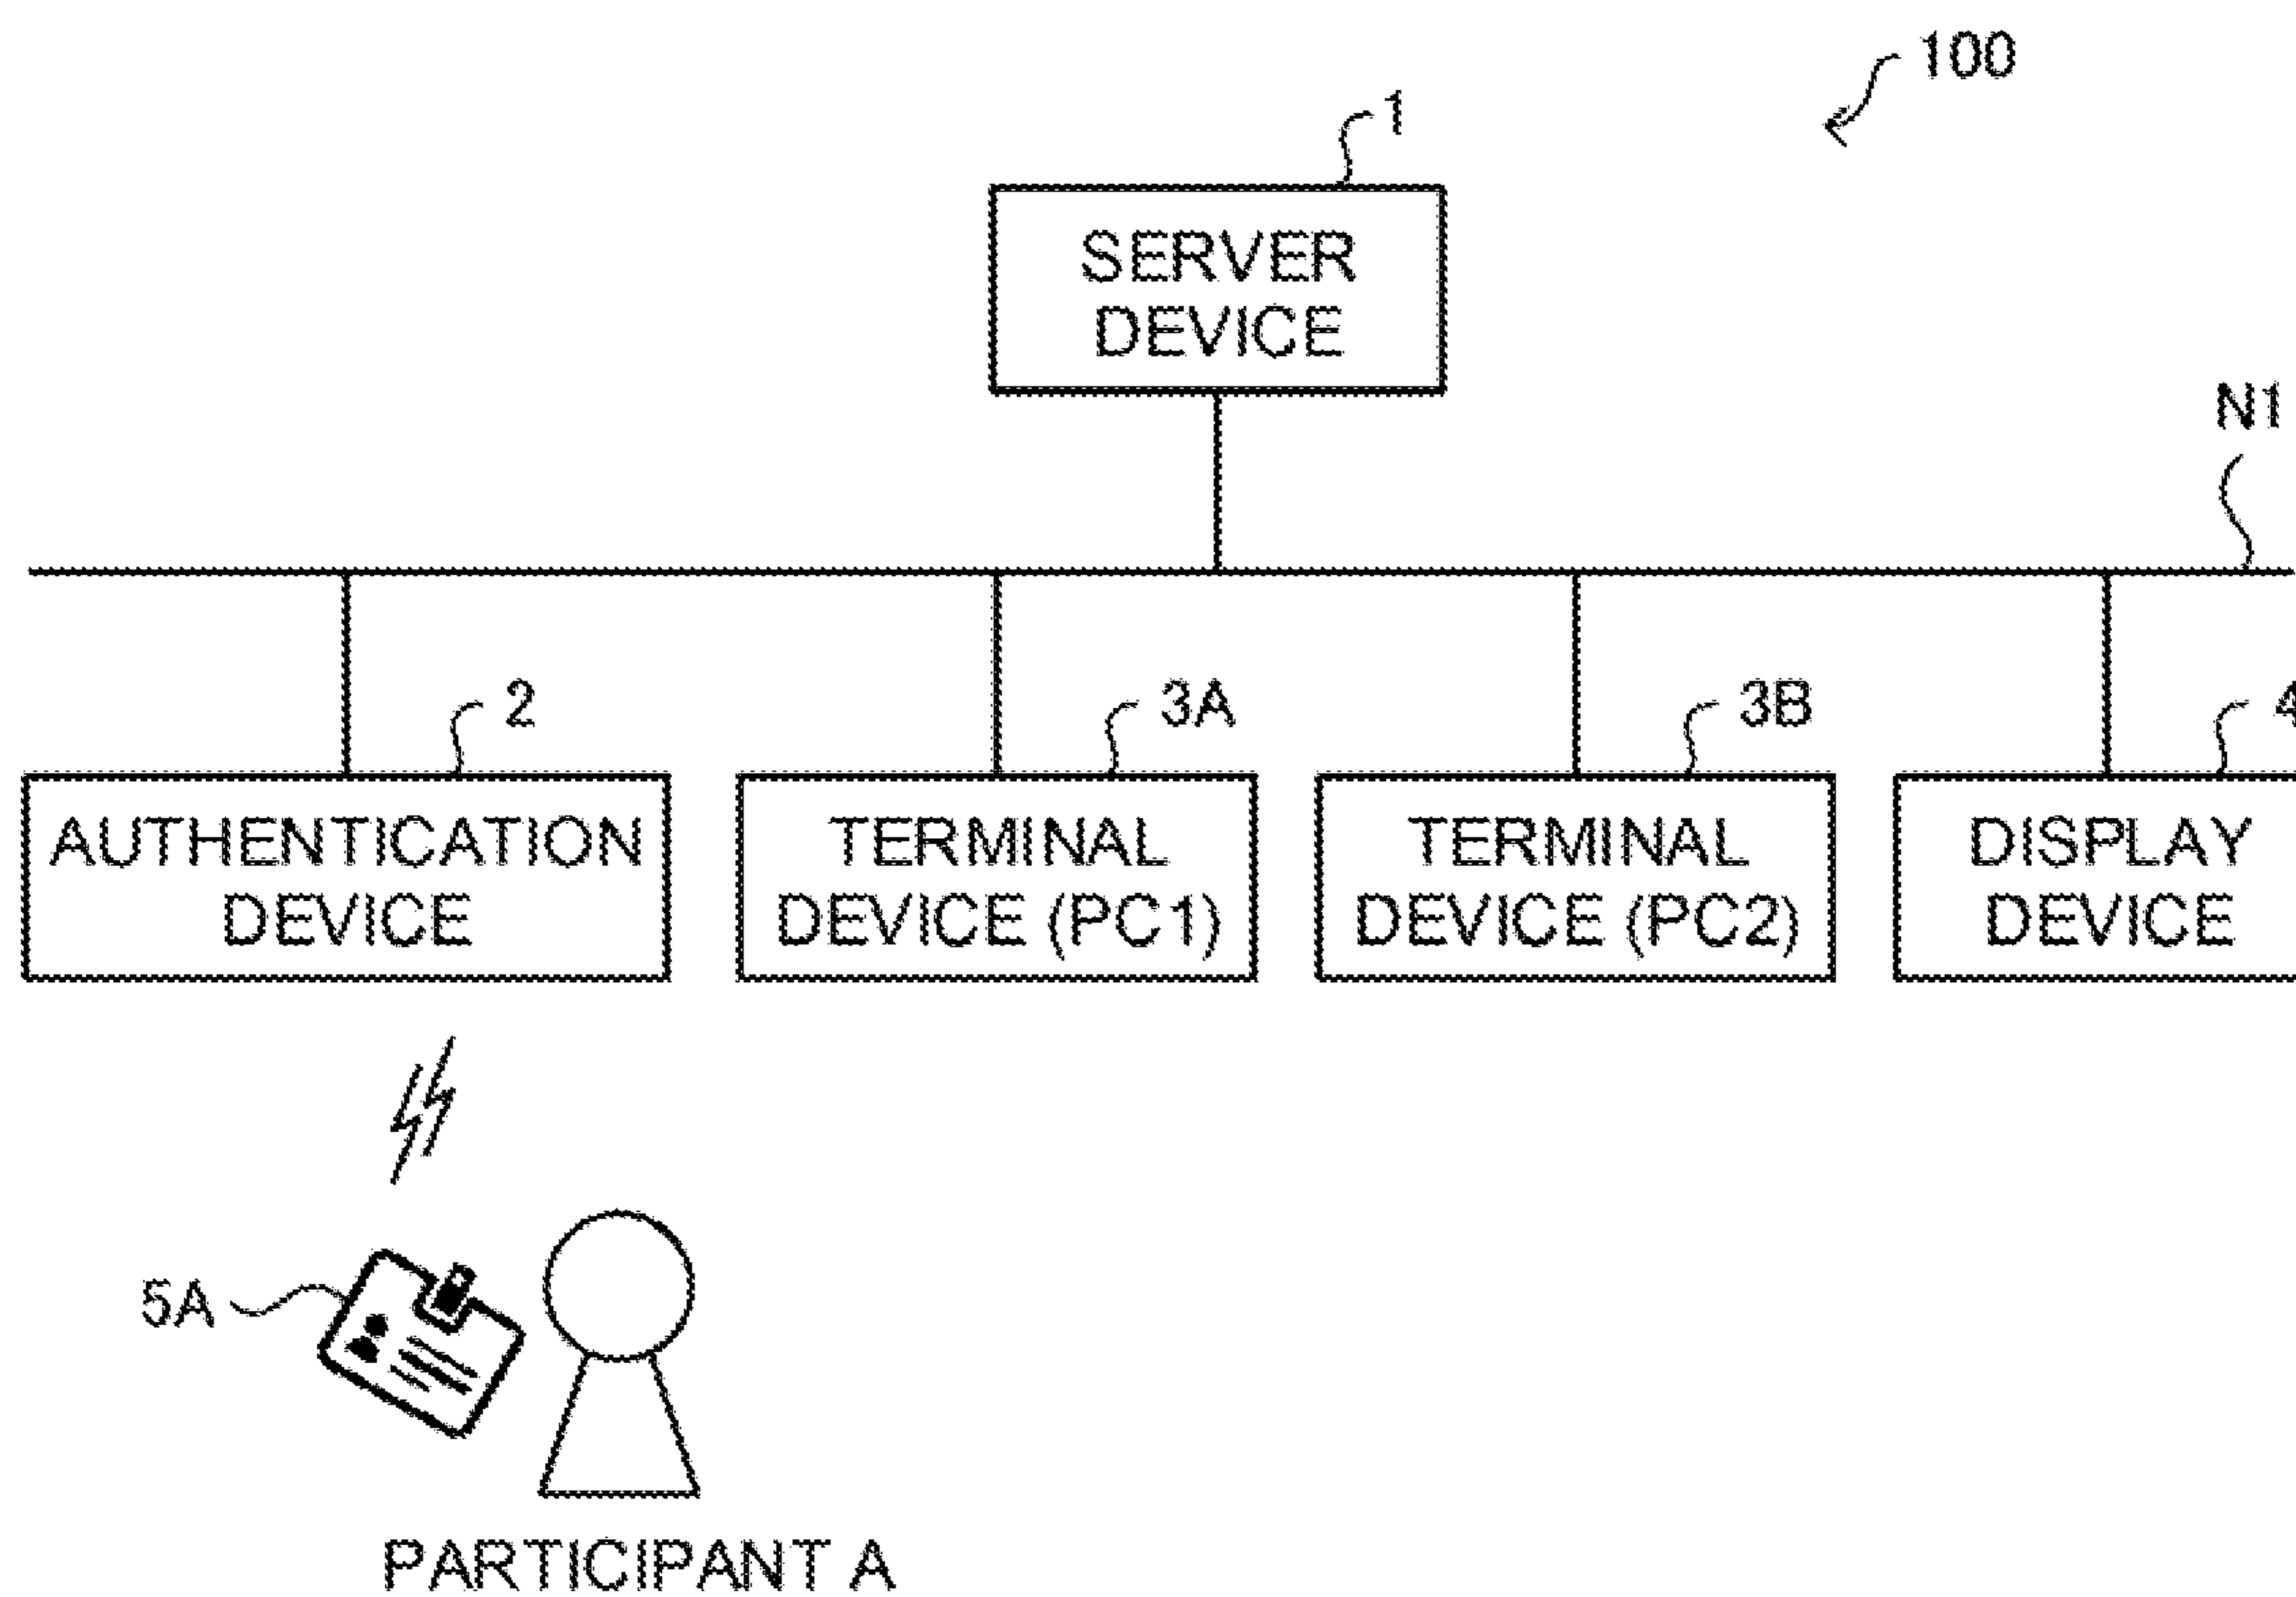 100
1
SERVER
DEVICE
N1
2
3A
3B
4
AUTHENTICATION
DEVICE
TERMINAL
DEVICE (PC1)
TERMINAL
DEVICE (PC2)
DISPLAY
DEVICE
5A
PARTICIPANT A